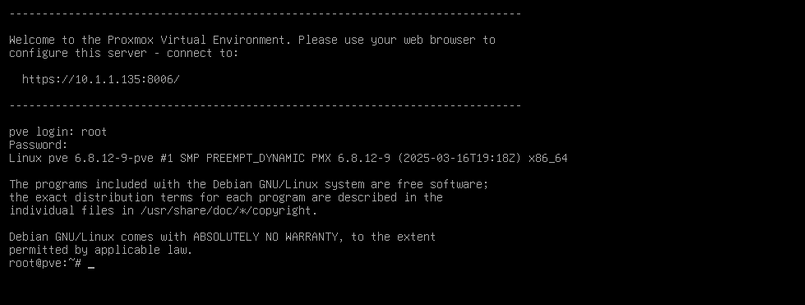 ------------------------------------------------------------------------------
Welcome to the Proxmox Virtual Environment. Please use your web browser to
configure this server - connect to:
https://10.1.1.135:8006/
------------------------------------------------------------------------------
pve login: root
Password:
Linux pve 6.8.12-9-pve #1 SMP PREEMPT_DYNAMIC PMX 6.8.12-9 (2025-03-16T19:18Z) x86_64
The programs included with the Debian GNU/Linux system are free software;
the exact distribution terms for each program are described in the
individual files in /usr/share/doc/*/copyright.
Debian GNU/Linux comes with ABSOLUTELY NO WARRANTY, to the extent
permitted by applicable law.
root@pve:~# _